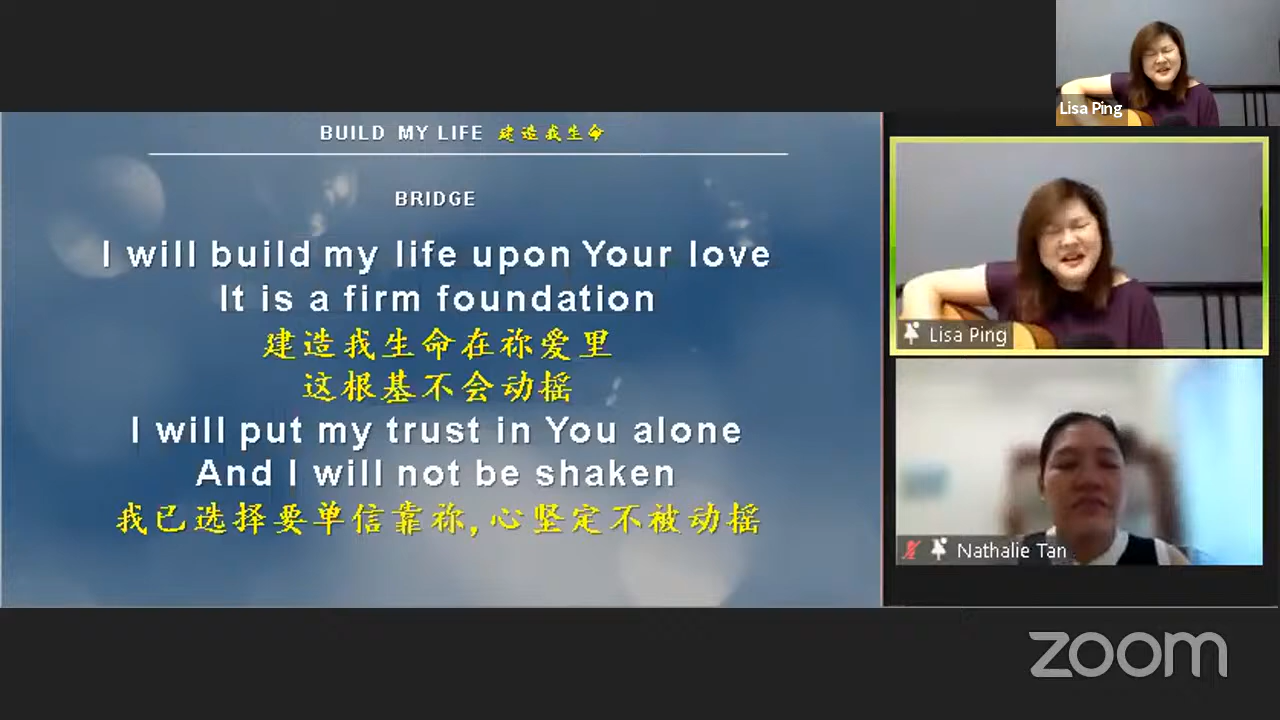 Lisa Ping
BUILD MY LIFE 建造我生命
BRIDGE
I will build my life upon Your love
It is a firm foundation
建造我生命在祢爱里
这根基不会动摇
I will put my trust in You alone
And I will not be shaken
我已选择要单信靠祢,心坚定不被动摇
Lisa Ping
Nathalie Tan
zoom